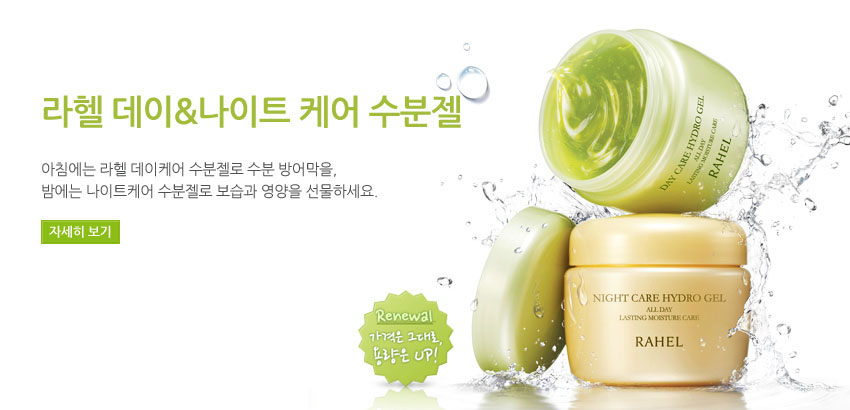 라헬 데이&나이트 케어 수분젤
아침에는 라헬 데이케어 수분젤로 수분 방어막을,
밤에는 나이트케어 수분젤로 보습과 영양을 선물하세요.
자세히 보기
DAY CARE HYDRO GEL
ALL DAY
LASTING MOISTURE CARE
RAHEL
NIGHT CARE HYDRO GEL
ALL DAY
LASTING MOISTURE CARE
RAHEL
Renewal
가격은 그대로,
용량은 UP!